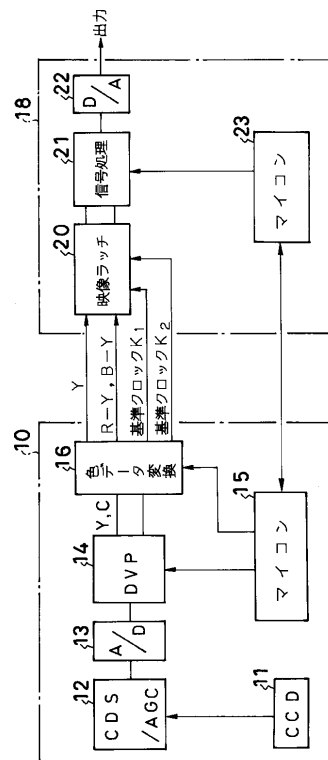 10
18
11
CCD
12
CDS
/AGC
13
A/D
14
DVP
Y,C
16
色データ変換
15
マイコン
Y
R−Y,B−Y
基準クロックK1
基準クロックK2
20
映像ラッチ
21
信号処理
22
D/A
出力
23
マイコン